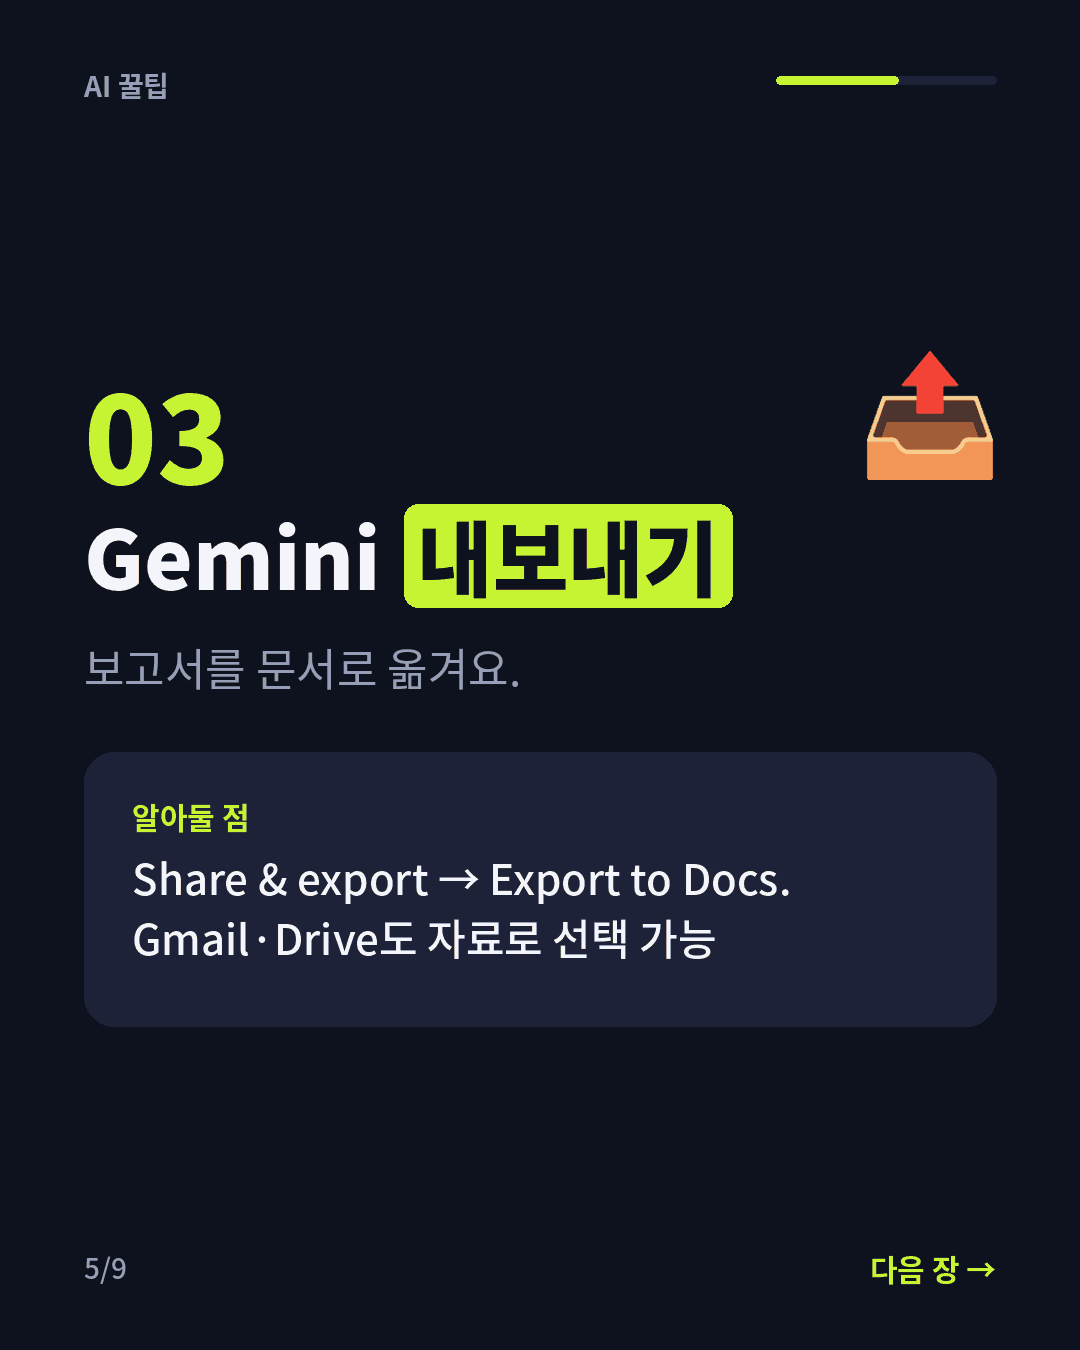 AI 꿀팁
03
Gemini 내보내기
보고서를 문서로 옮겨요.
알아둘 점
Share & export → Export to Docs.
Gmail·Drive도 자료로 선택 가능
5/9
다음 장 →